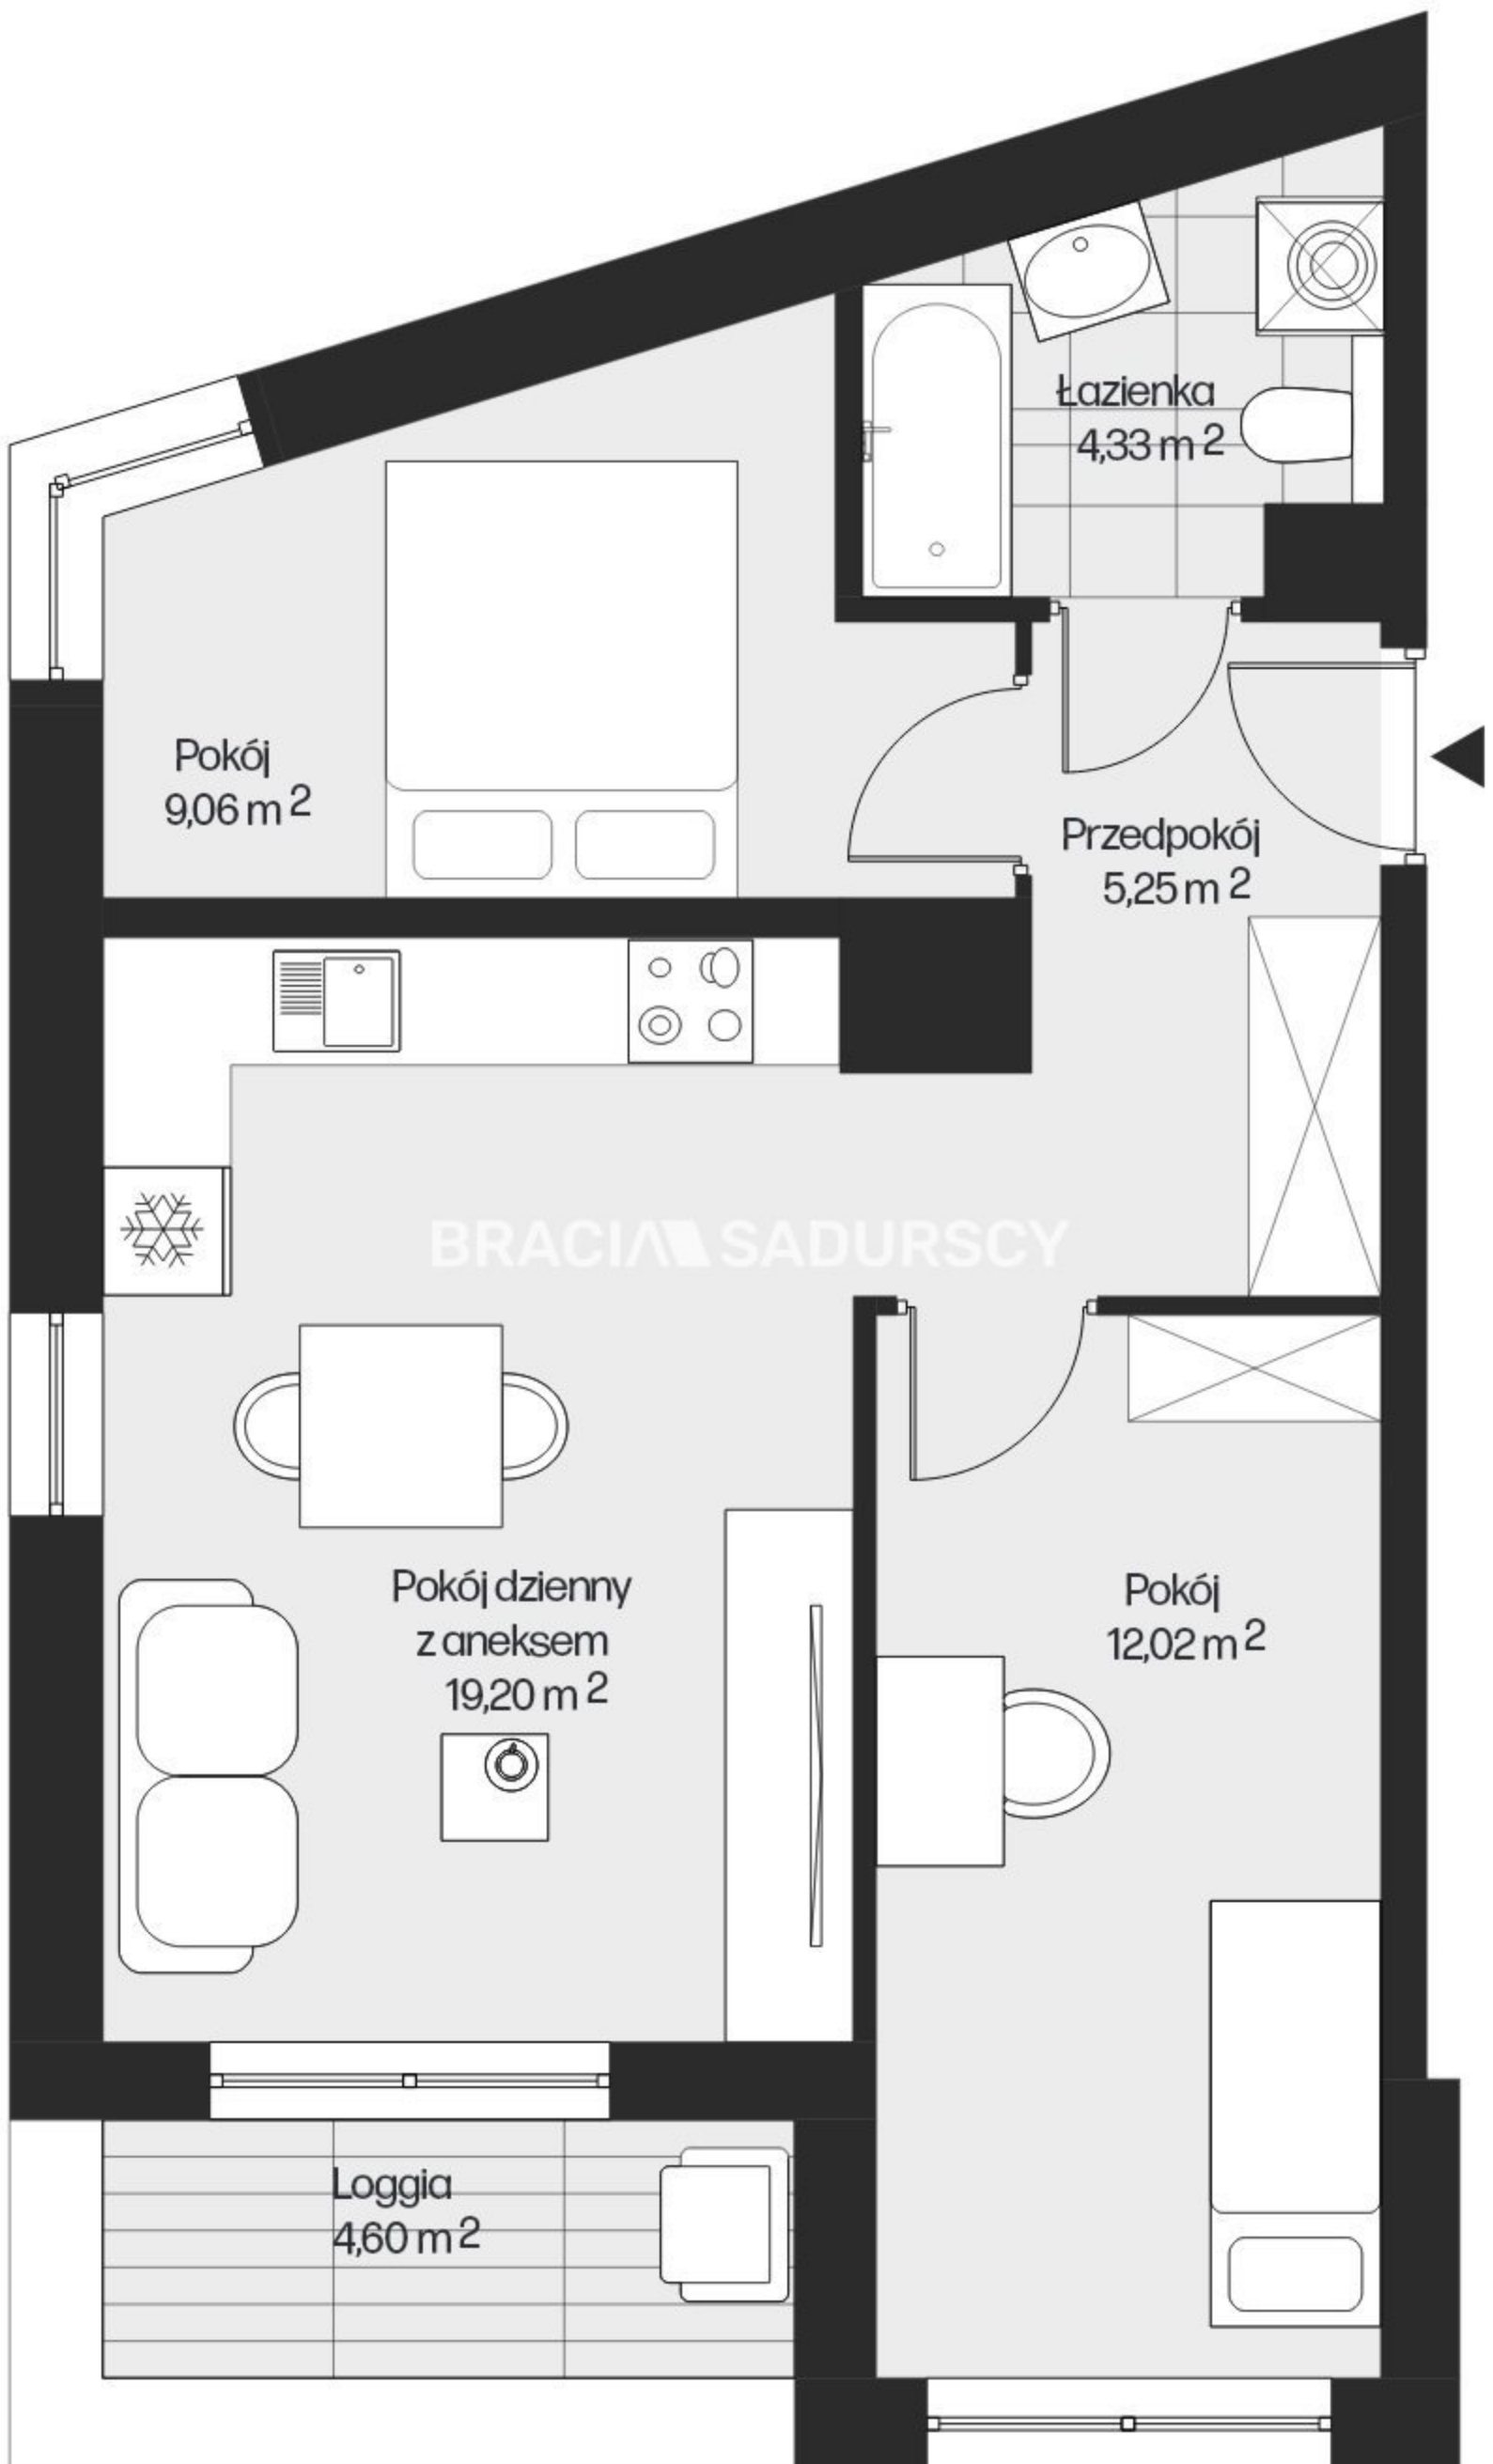 Łazienka
4,33 m 2
Pokój
9,06 m 2
Przedpokój
5,25 m 2
BRACIA SADURSCY
Pokój dzienny
z aneksem
19,20 m 2
Pokój
12,02 m 2
Loggia
4,60 m 2